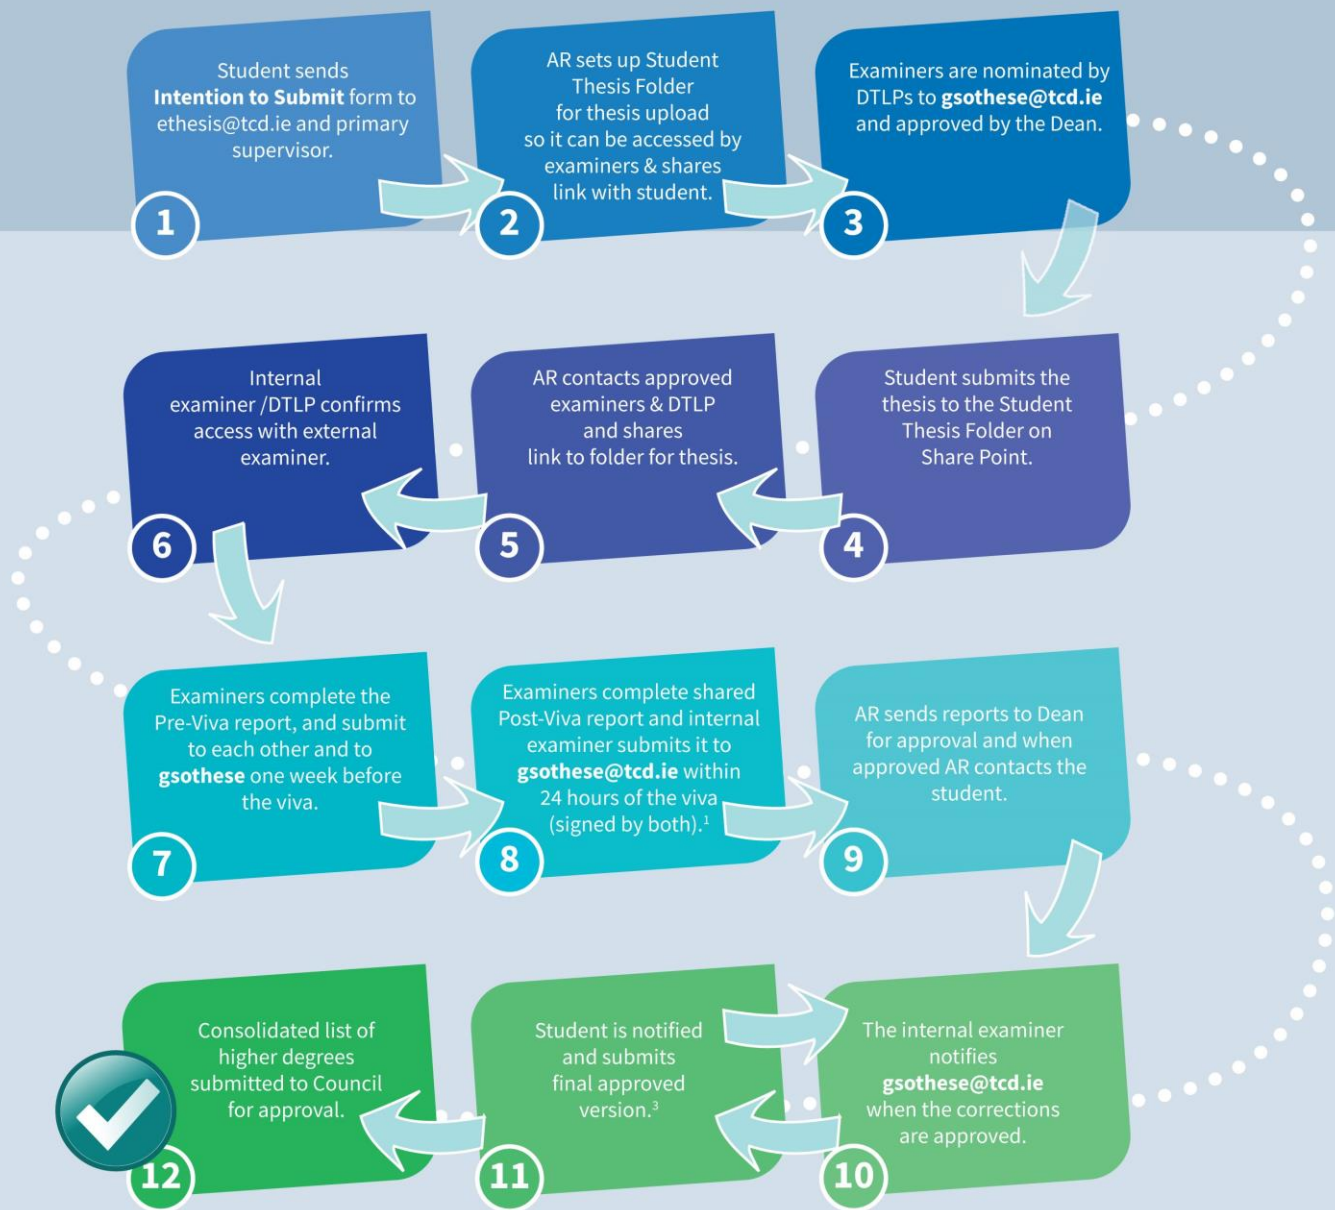 Student sends
Intention to Submit form to
ethesis@tcd.ie and primary
supervisor.
1
AR sets up Student
Thesis Folder
for thesis upload
so it can be accessed by
examiners & shares
link with student.
2
Examiners are nominated by
DTLPs to gsothese@tcd.ie
and approved by the Dean.
3
Student submits the
thesis to the Student
Thesis Folder on
Share Point.
4
AR contacts approved
examiners & DTLP
and shares
link to folder for thesis.
5
Internal
examiner /DTLP confirms
access with external
examiner.
6
Examiners complete the
Pre-Viva report, and submit
to each other and to
gsothese one week before
the viva.
7
Examiners complete shared
Post-Viva report and internal
examiner submits it to
gsothese@tcd.ie within
24 hours of the viva
(signed by both).¹
8
AR sends reports to Dean
for approval and when
approved AR contacts the
student.
9
The internal examiner
notifies
gsothese@tcd.ie
when the corrections
are approved.
10
Student is notified
and submits
final approved
version.³
11
Consolidated list of
higher degrees
submitted to Council
for approval.
12